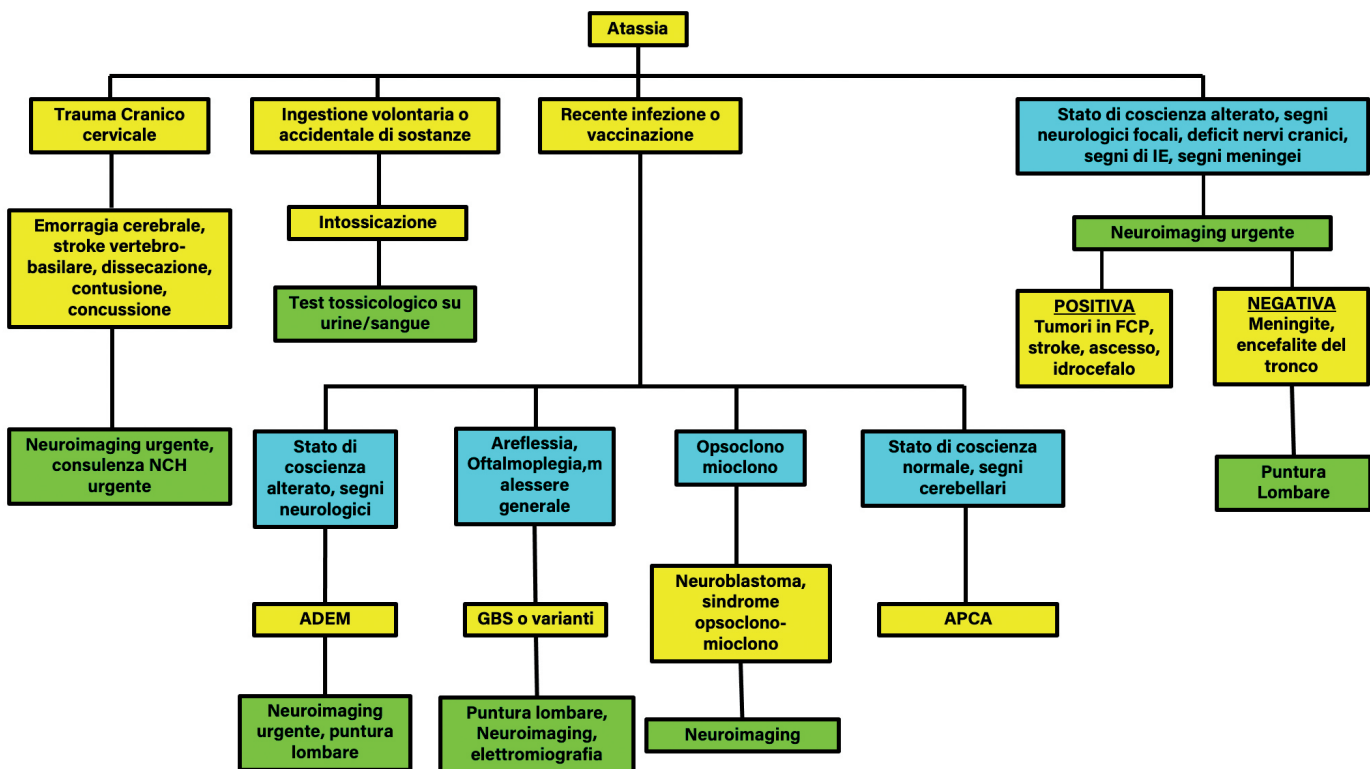 Atassia
Trauma Cranico
cervicale
Ingestione volontaria o
accidentale di sostanze
Recente infezione o
vaccinazione
Stato di coscienza alterato, segni
neurologici focali, deficit nervi cranici,
segni di IE, segni meningei
Emorragia cerebrale,
stroke vertebro-
basilare, dissecazione,
contusione,
concussione
Intossicazione
Neuroimaging urgente
Test tossicologico su
urine/sangue
POSITIVA
Tumori in FCP,
stroke, ascesso,
idrocefalo
NEGATIVA
Meningite,
encefalite del
tronco
Neuroimaging urgente,
consulenza NCH
urgente
Stato di
coscienza
alterato, segni
neurologici
Areflessia,
Oftalmoplegia,m
alessere
generale
Opsoclono
mioclono
Stato di coscienza
normale, segni
cerebellari
Puntura
Lombare
ADEM
GBS o varianti
Neuroblastoma,
sindrome
opsoclono-
mioclono
APCA
Neuroimaging
urgente, puntura
lombare
Puntura lombare,
Neuroimaging,
elettromiografia
Neuroimaging